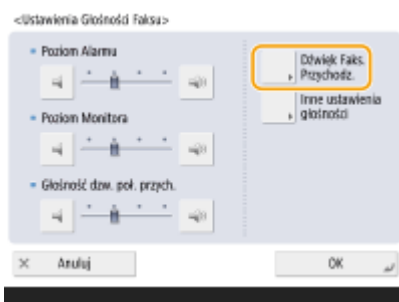 <Ustawienia Głośności Faksu>
Poziom Alarmu
Poziom Monitora
Głośność dzw. poł. przych.
Dźwięk Faks.
Przychodz.
Inne ustawienia
głośności
Anuluj
OK